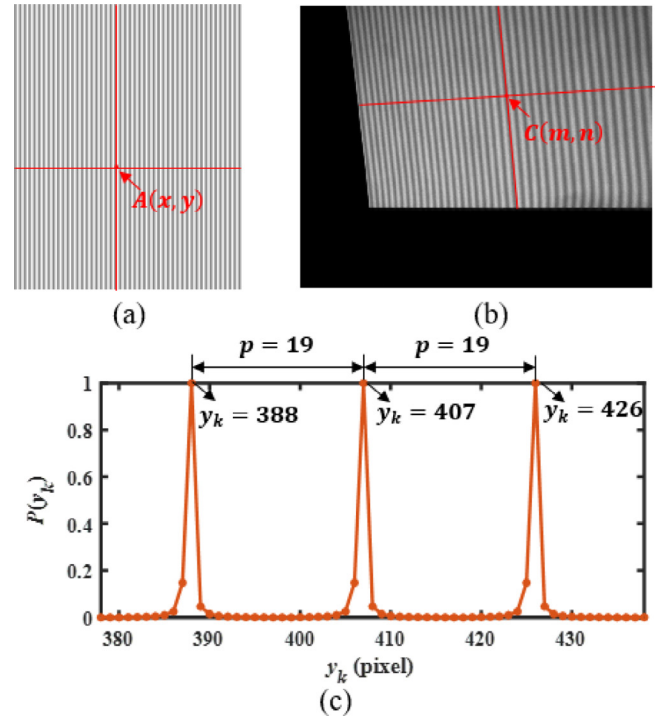 A(x, y)
C(m, n)
(a)
(b)
p = 19
p = 19
1
0.8
0.6
0.4
0.2
0
P(y_k)
y_k = 388
y_k = 407
y_k = 426
380
390
400
410
420
430
y_k (pixel)
(c)